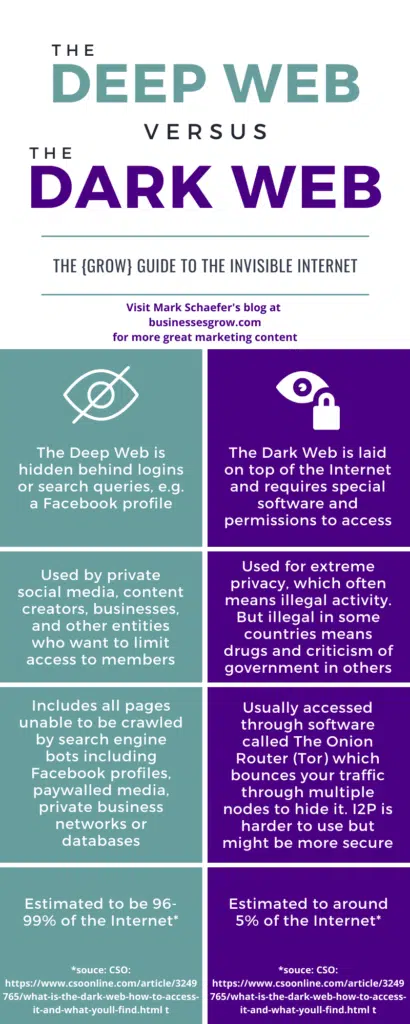 THE
DEEP WEB
VERSUS
THE
DARK WEB
THE {GROW} GUIDE TO THE INVISIBLE INTERNET
Visit Mark Schaefer's blog at
businessesgrow.com
for more great marketing content
The Deep Web is
hidden behind logins
or search queries, e.g.
a Facebook profile
The Dark Web is laid
on top of the Internet
and requires special
software and
permissions to access
Used by private
social media, content
creators, businesses,
and other entities
who want to limit
access to members
Used for extreme
privacy, which often
means illegal activity.
But illegal in some
countries means
drugs and criticism of
government in others
Includes all pages
unable to be crawled
by search engine
bots including
Facebook profiles,
paywalled media,
private business
networks or
databases
Usually accessed
through software
called The Onion
Router (Tor) which
bounces your traffic
through multiple
nodes to hide it. I2P is
harder to use but
might be more secure
Estimated to be 96-
99% of the Internet*
Estimated to around
5% of the Internet*
*souce: CSO:
https://www.csoonline.com/article/3249
765/what-is-the-dark-web-how-to-access-
it-and-what-youll-find.html t
*souce: CSO:
https://www.csoonline.com/article/3249
765/what-is-the-dark-web-how-to-access-
it-and-what-youll-find.html t